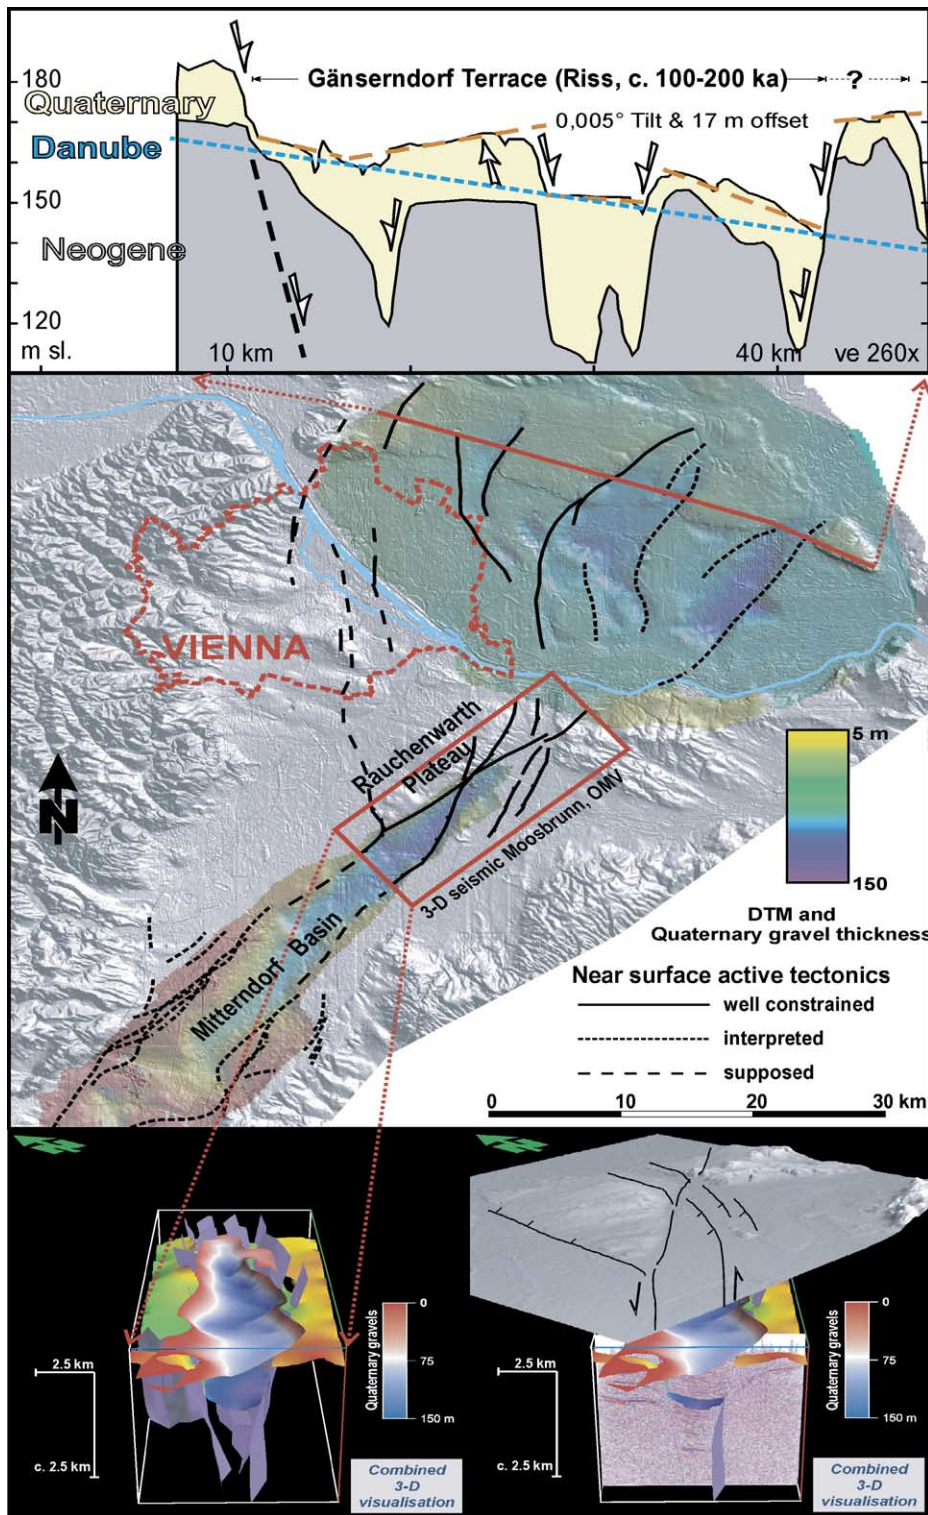 180
Gänserndorf Terrace (Riss, c. 100-200 ka)
?
Quaternary
0,005° Tilt & 17 m offset
Danube
150
Neogene
120
m sl.
10 km
40 km
ve 260x
VIENNA
Rauchenwarth
Plateau
N
3-D seismic Moosbrunn, OMV
Mitterndorf Basin
5 m
150
DTM and
Quaternary gravel thickness
Near surface active tectonics
well constrained
interpreted
supposed
0
10
20
30 km
N
0
75
150 m
Quaternary gravels
2.5 km
c. 2.5 km
Combined
3-D
visualisation
N
0
75
150 m
Quaternary gravels
2.5 km
c. 2.5 km
Combined
3-D
visualisation